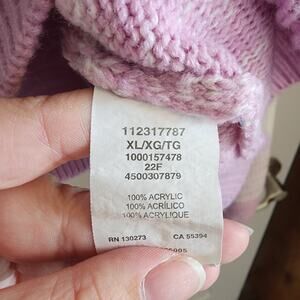 112317787
XL/XG/TG
1000157478
22F
4500307879
100% ACRYLIC
100% ACRÍLICO
100% ACRYLIQUE
RN 130273 CA 55394